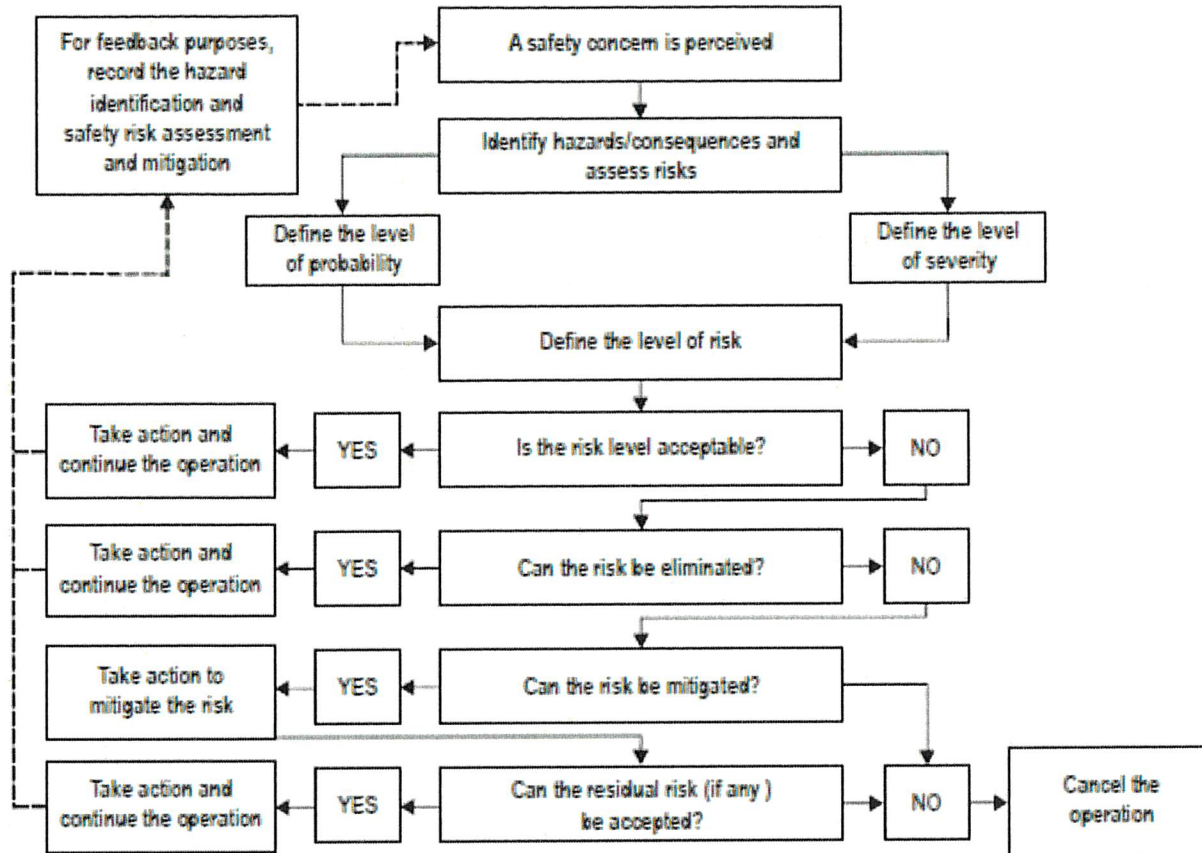 For feedback purposes,
record the hazard
identification and
safety risk assessment
and mitigation
A safety concern is perceived
Identify hazards/consequences and
assess risks
Define the level
of probability
Define the level
of severity
Define the level of risk
Take action and
continue the operation
YES
Is the risk level acceptable?
NO
Take action and
continue the operation
YES
Can the risk be eliminated?
NO
Take action to
mitigate the risk
YES
Can the risk be mitigated?
Take action and
continue the operation
YES
Can the residual risk (if any )
be accepted?
NO
Cancel the
operation